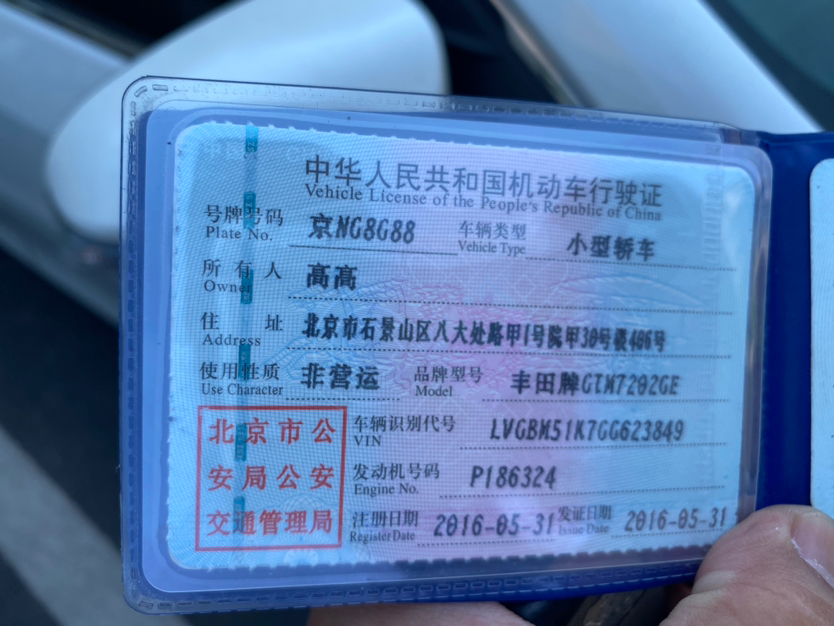 中华人民共和国机动车行驶证
Vehicle License of the People's Republic of China
号牌号码 京NG8G88 车辆类型 小型轿车
Plate No. Vehicle Type
所有人 高高
Owner
住址 北京市石景山区八大处路甲1号院甲30号楼406号
Address
使用性质 非营运 品牌型号 丰田牌GTM7202GE
Use Character Model
北京市公安局公安交通管理局
车辆识别代号 LVGBM51K7GG623849
VIN
发动机号码 P186324
Engine No.
注册日期 2016-05-31 发证日期 2016-05-31
Register Date Issue Date